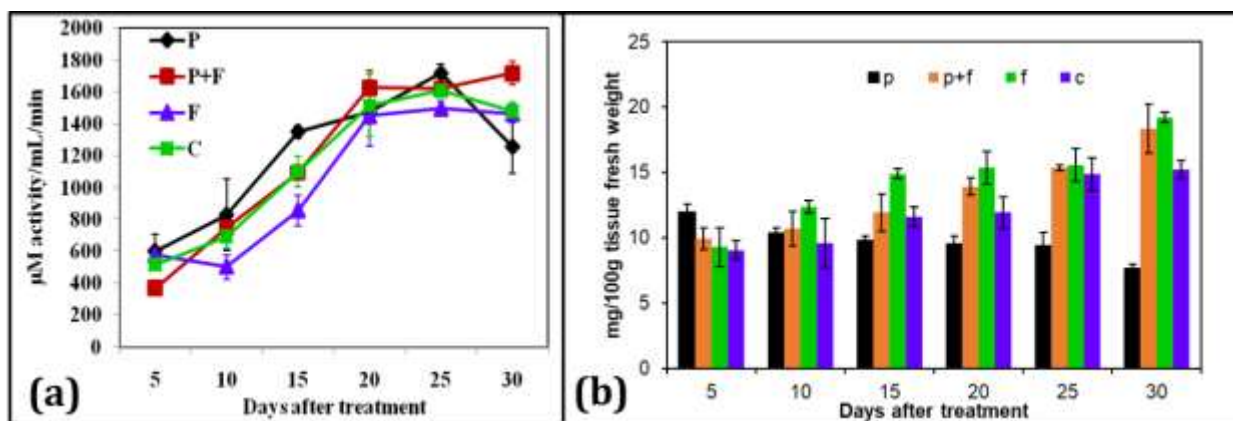 2000
1800
1600
1400
1200
1000
800
600
400
200
0
µM activity/mL/min
P
P+F
F
C
5 10 15 20 25 30
Days after treatment
(a)
25
20
15
10
5
0
mg/100g tissue fresh weight
p p+f f c
5 10 15 20 25 30
Days after treatment
(b)